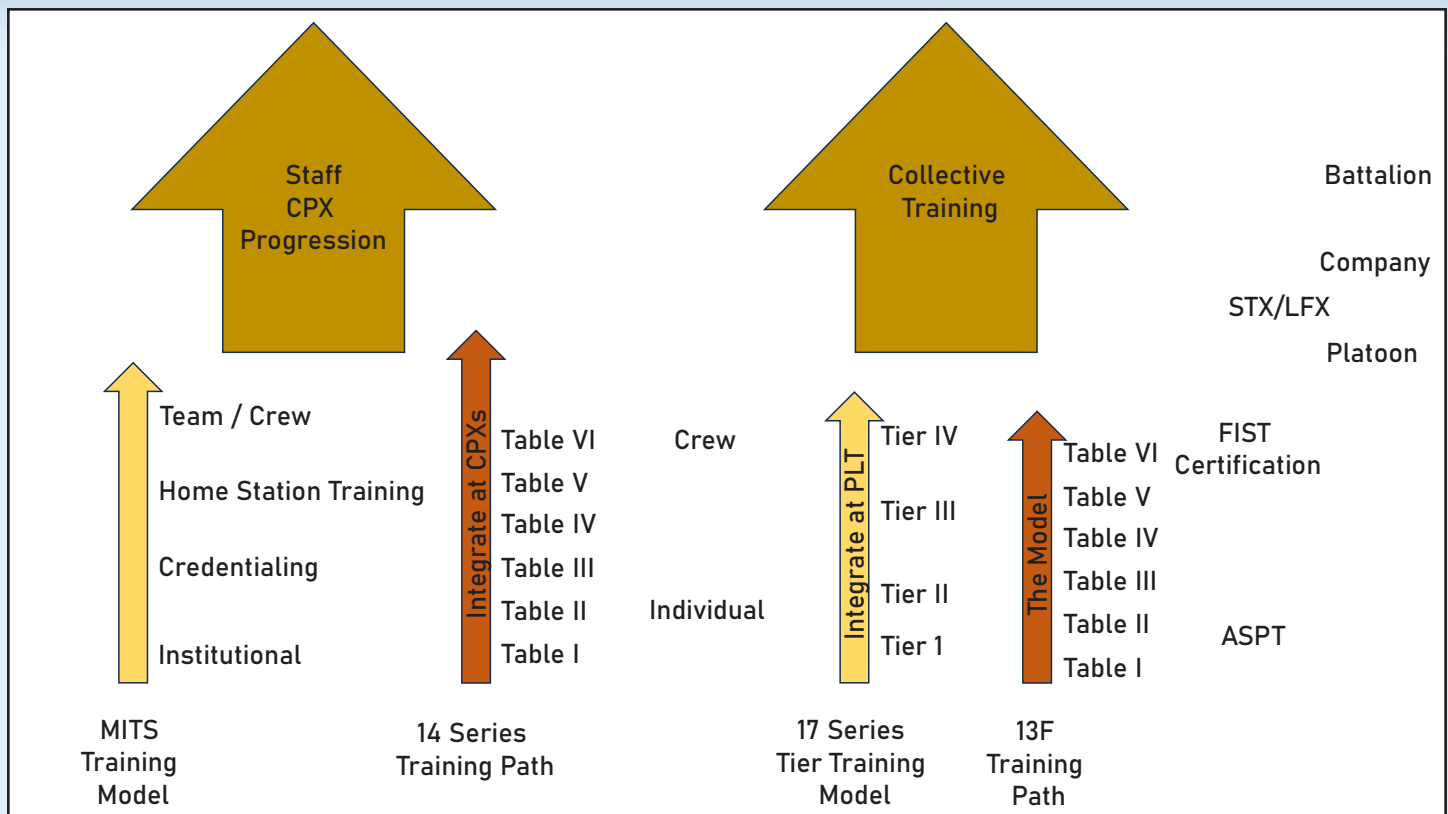 Staff
CPX
Progression
Collective
Training
Battalion
Company
STX/LFX
Platoon
Team / Crew
Home Station Training
Credentialing
Institutional
Integrate at CPXs
Table VI
Table V
Table IV
Table III
Table II
Table I
Crew
Individual
Integrate at PLT
Tier IV
Tier III
Tier II
Tier 1
The Model
Table VI
Table V
Table IV
Table III
Table II
Table I
FIST
Certification
ASPT
MITS
Training
Model
14 Series
Training Path
17 Series
Tier Training
Model
13F
Training
Path